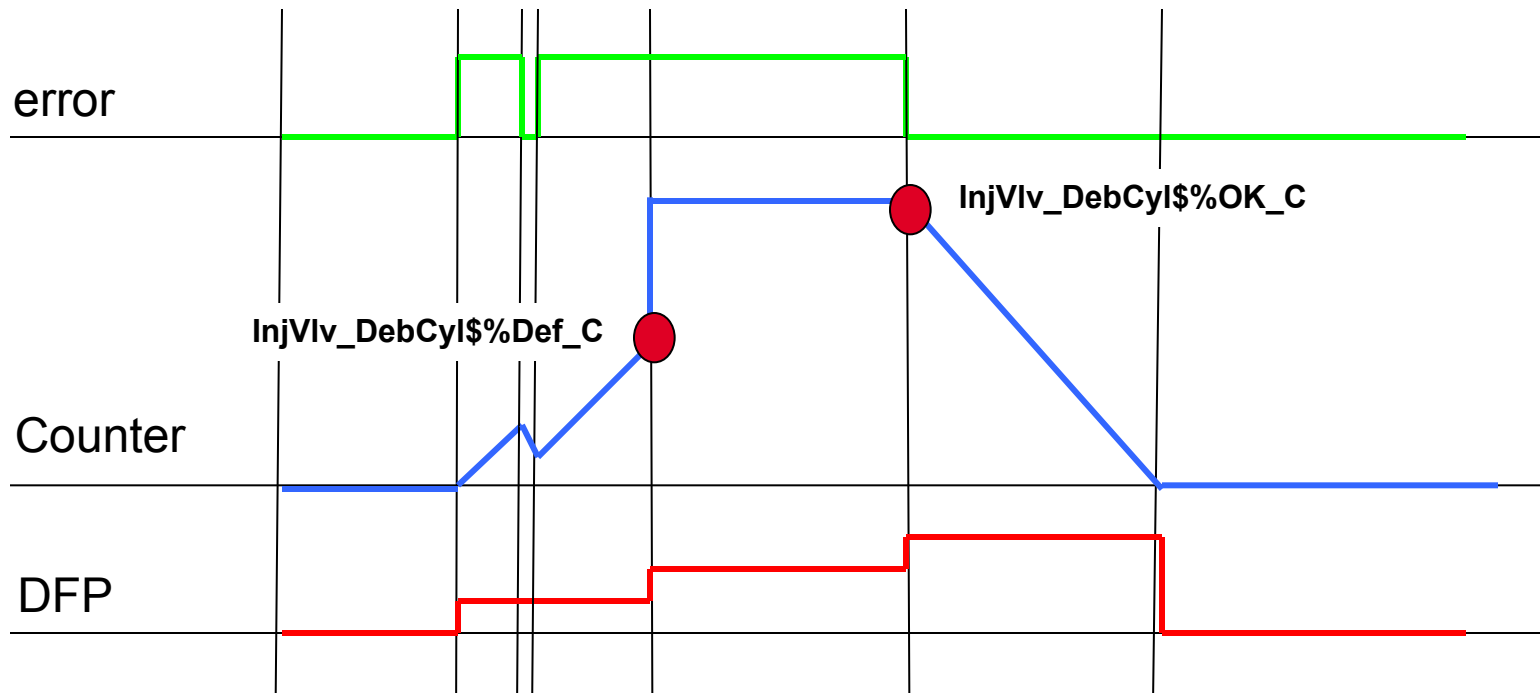 error
InjVlv_DebCyl$%OK_C
InjVlv_DebCyl$%Def_C
Counter
DFP